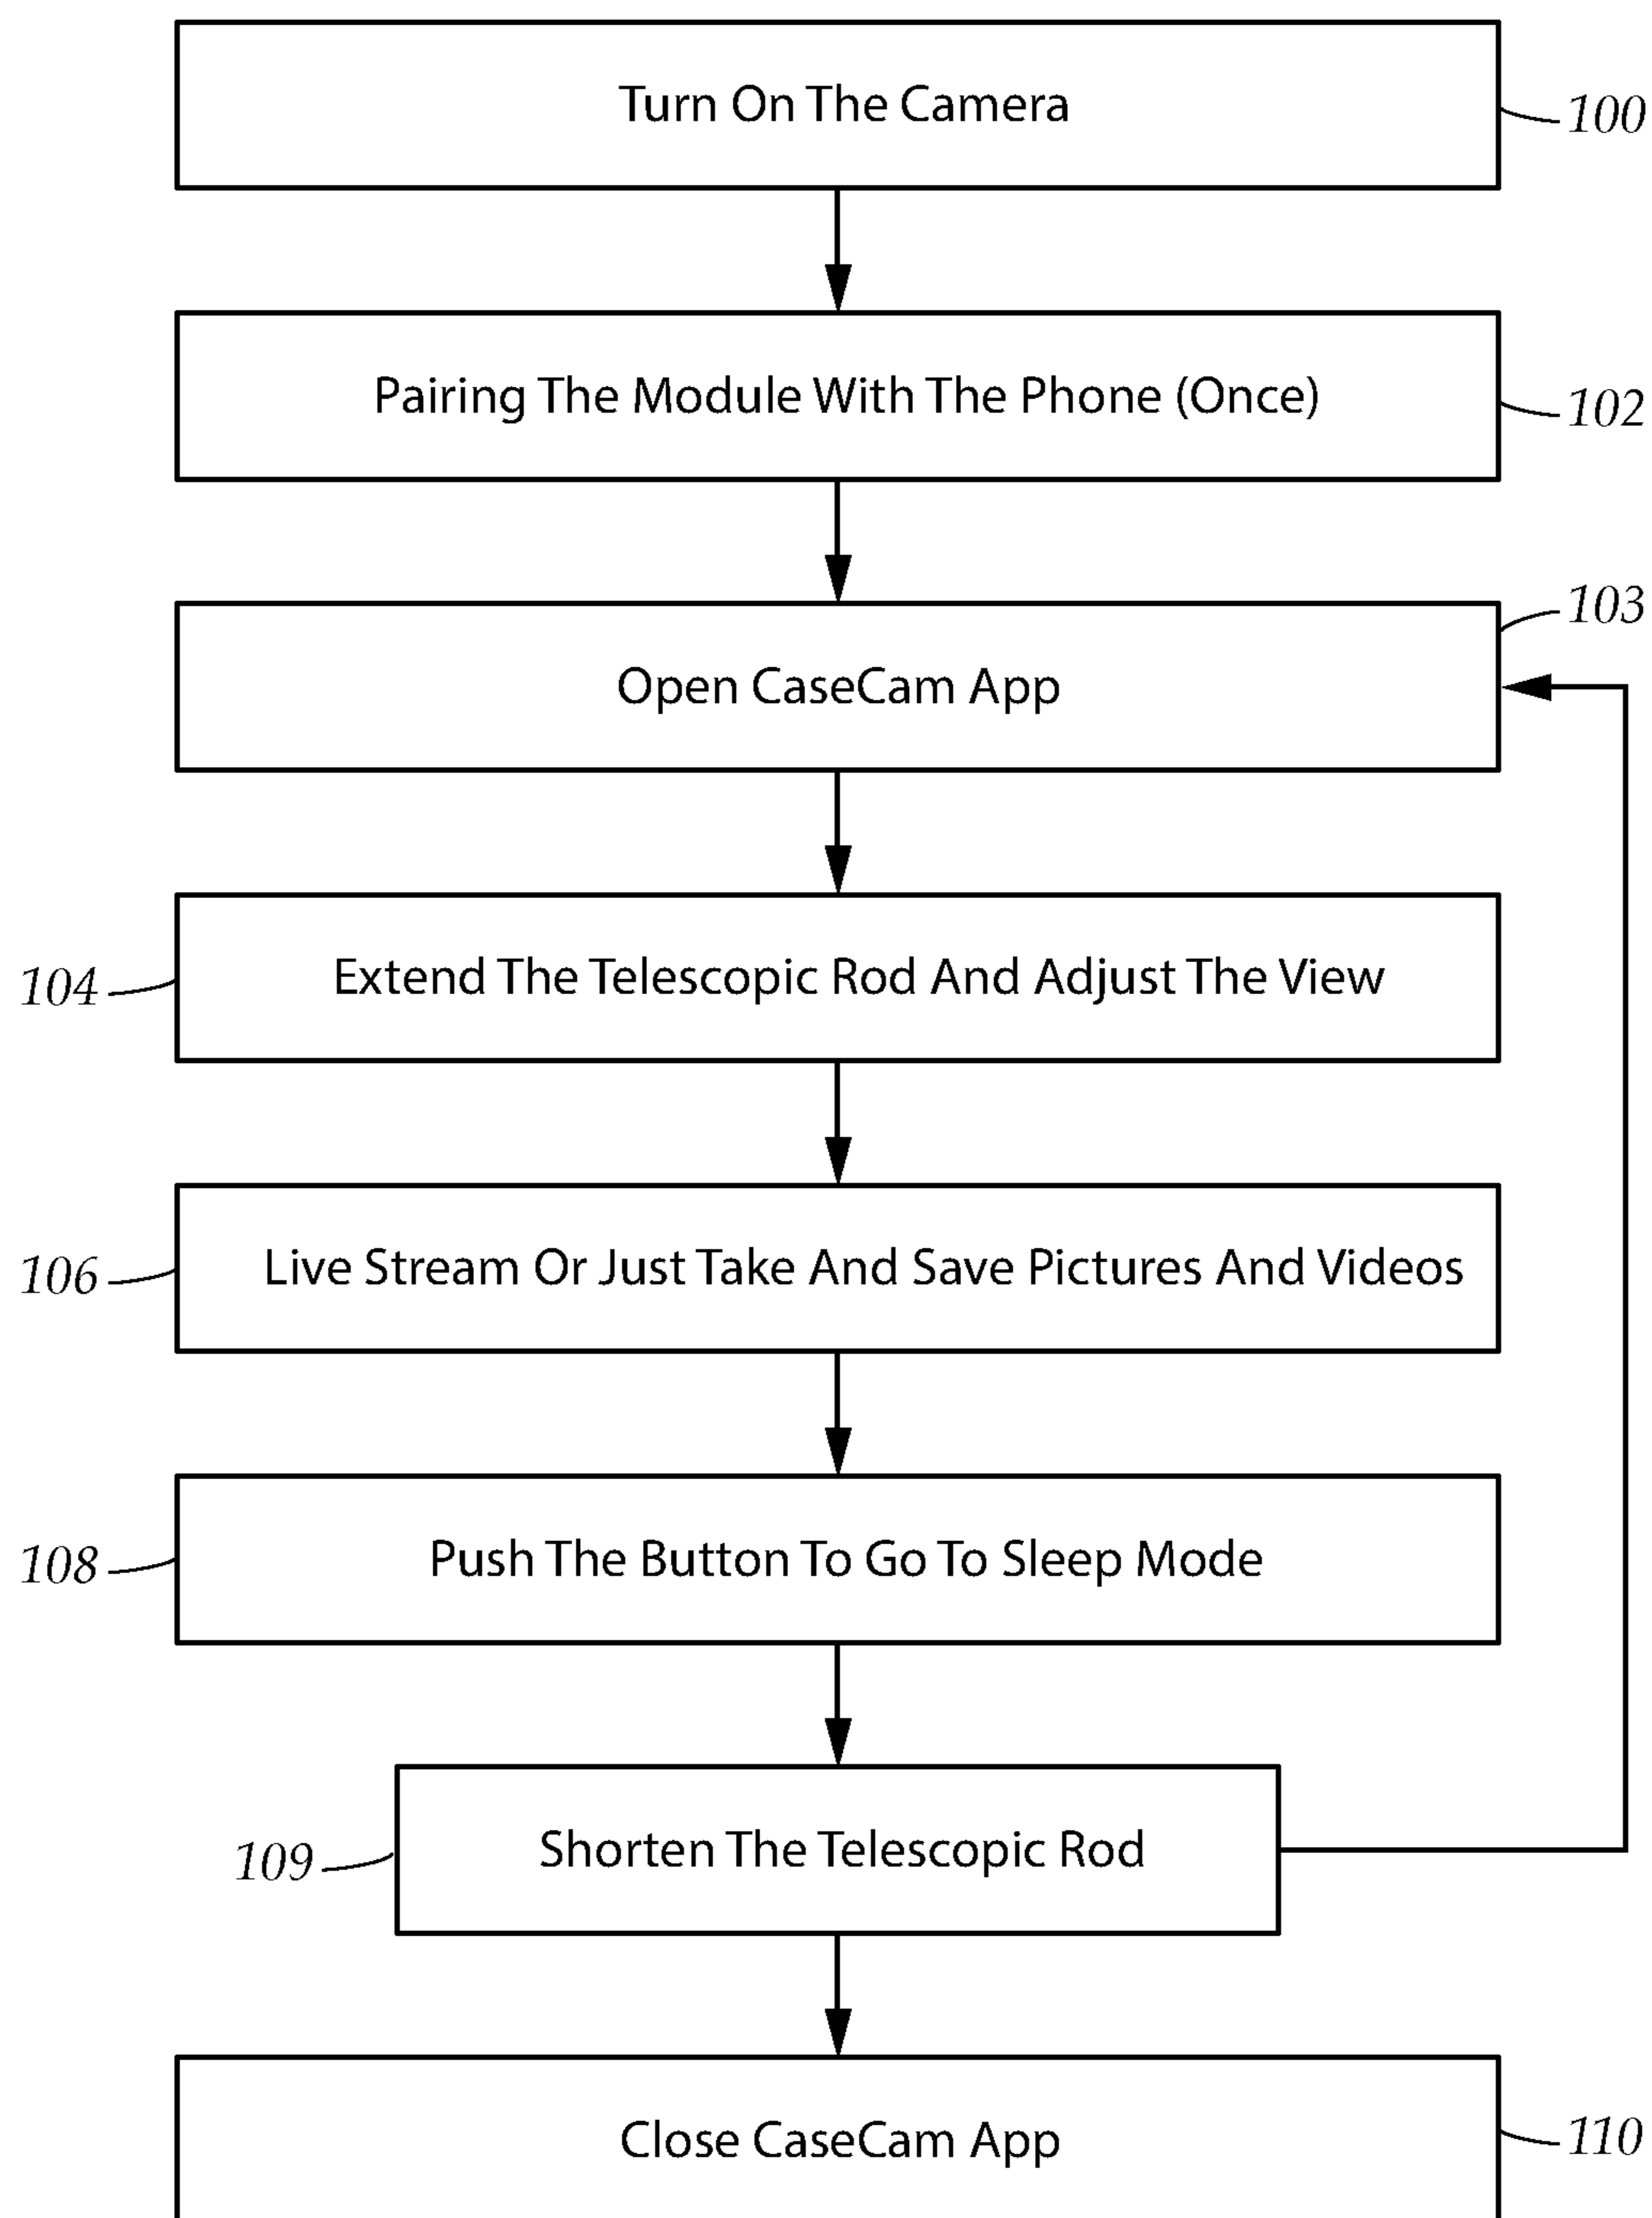 Turn On The Camera
100
Pairing The Module With The Phone (Once)
102
103
Open CaseCam App
104
Extend The Telescopic Rod And Adjust The View
106
Live Stream Or Just Take And Save Pictures And Videos
108
Push The Button To Go To Sleep Mode
109
Shorten The Telescopic Rod
Close CaseCam App
110